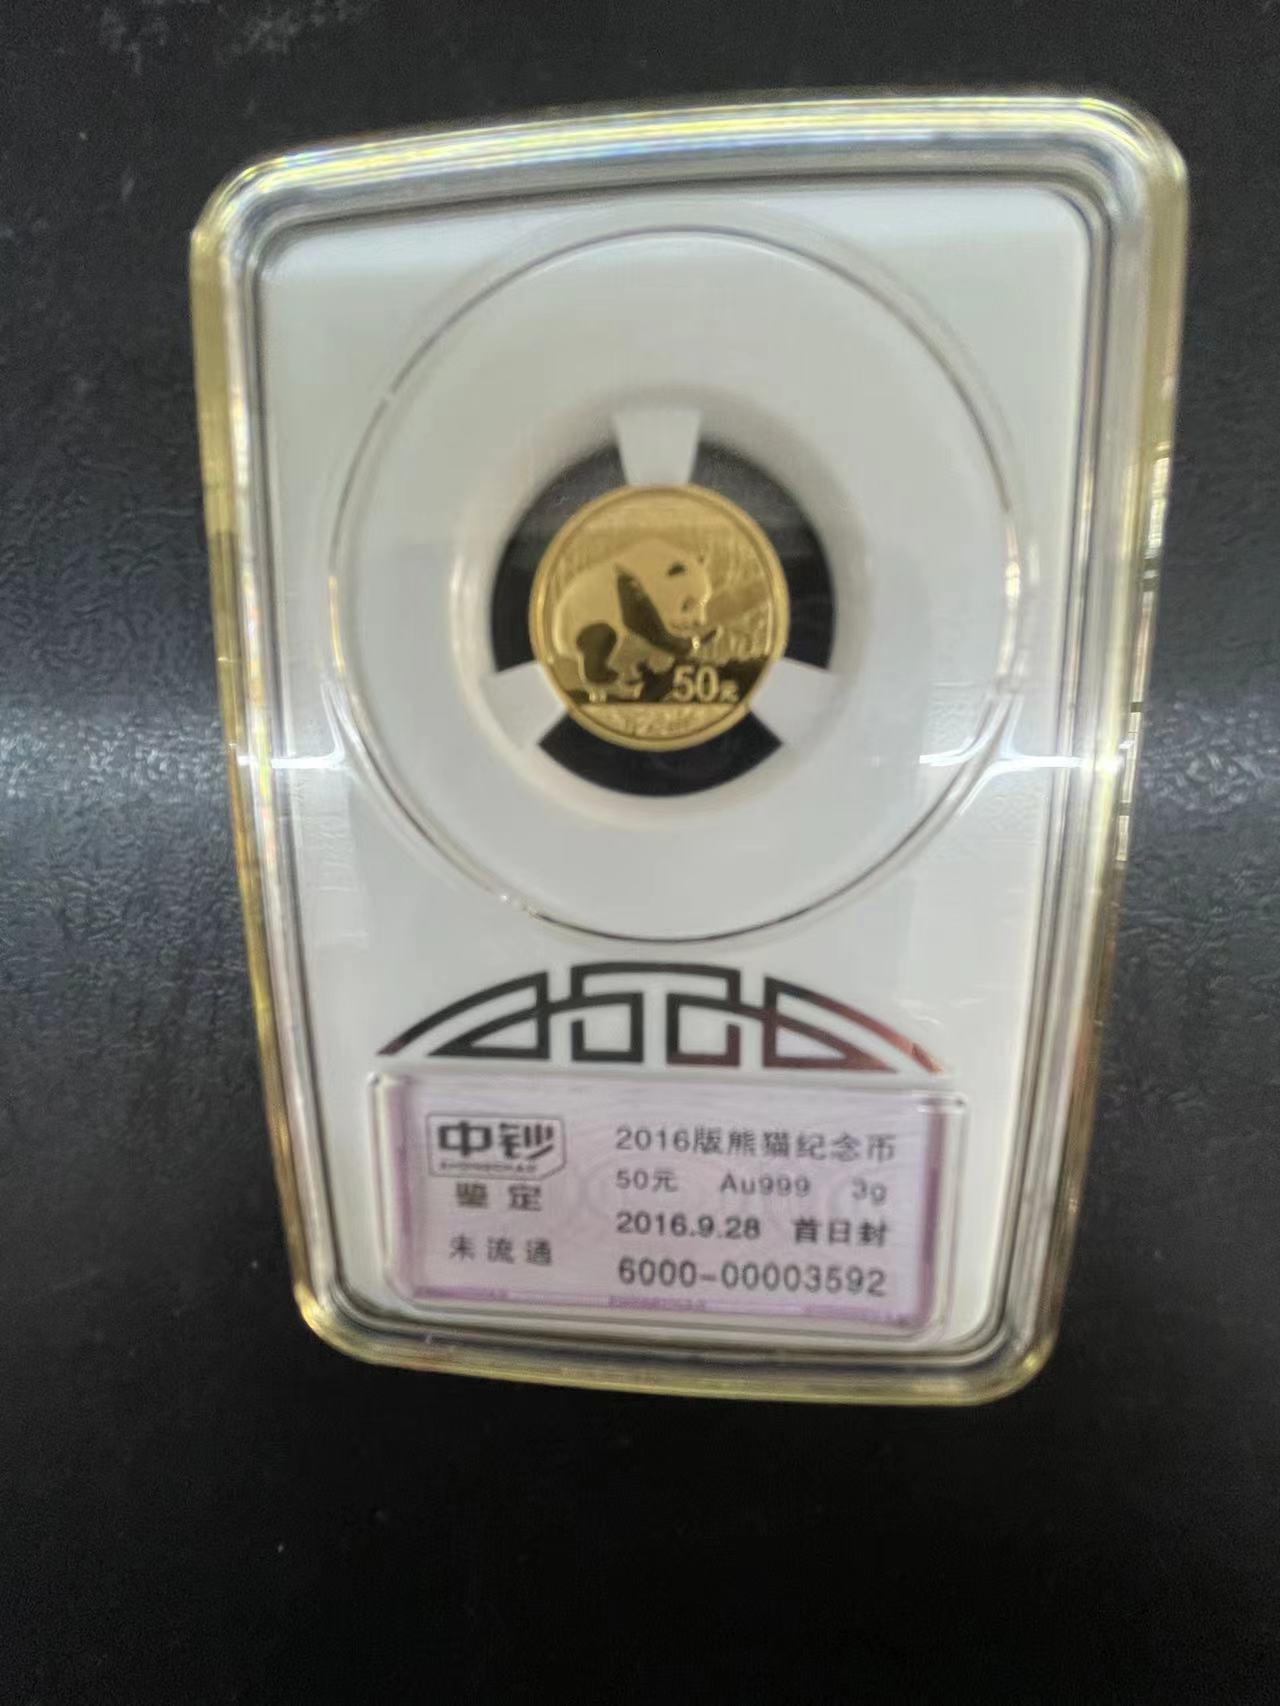 50元
中钞
ZHONGCHAO
鉴定
未流通
2016版熊猫纪念币
50元 Au999 3g
2016.9.28 首日封
6000-00003592